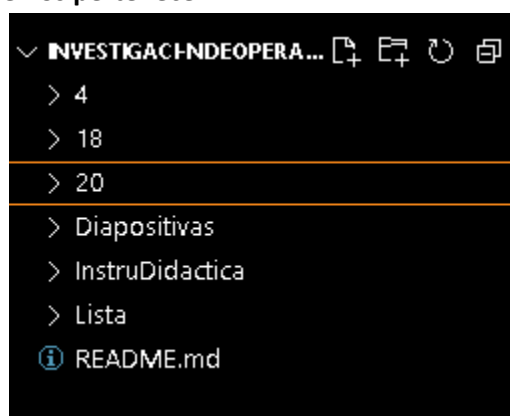 INVESTIGACI-NDEOPERA...
4
18
20
Diapositivas
InstruDidactica
Lista
README.md